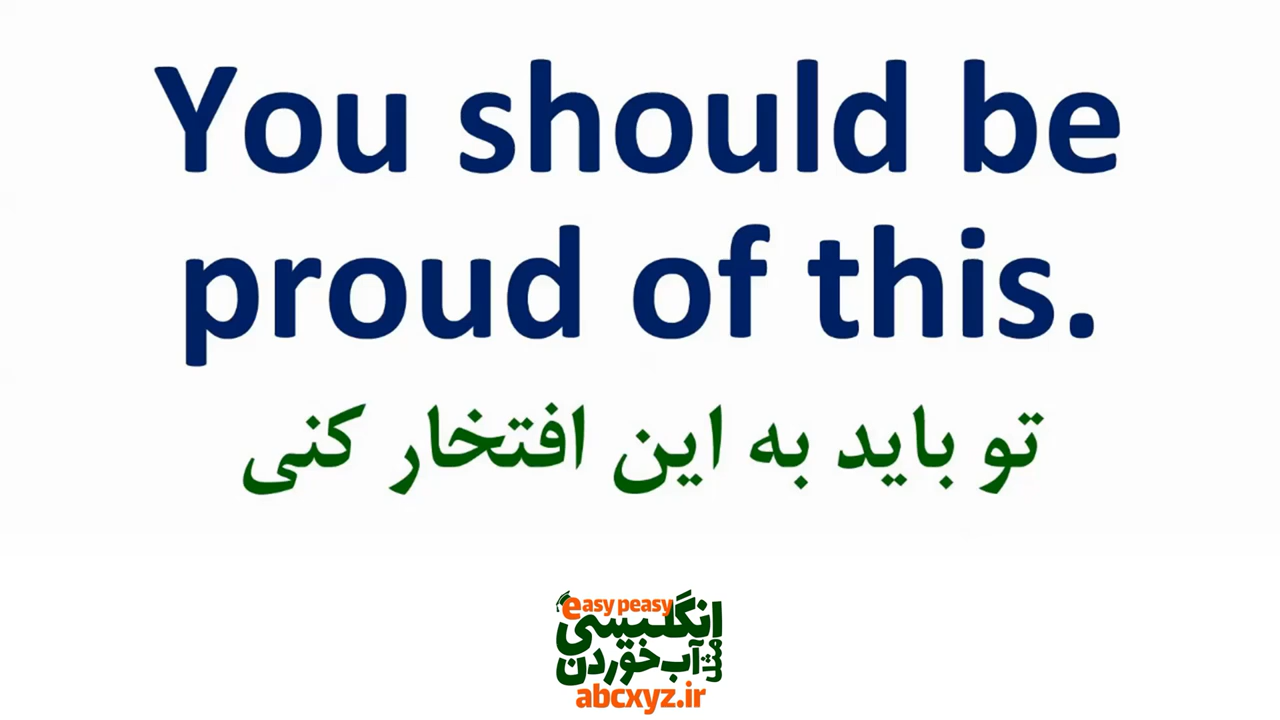 You should be
proud of this.
تو باید به این افتخار کنی
easy peasy
انگلیسی
مثل آب خوردن
abcxyz.ir